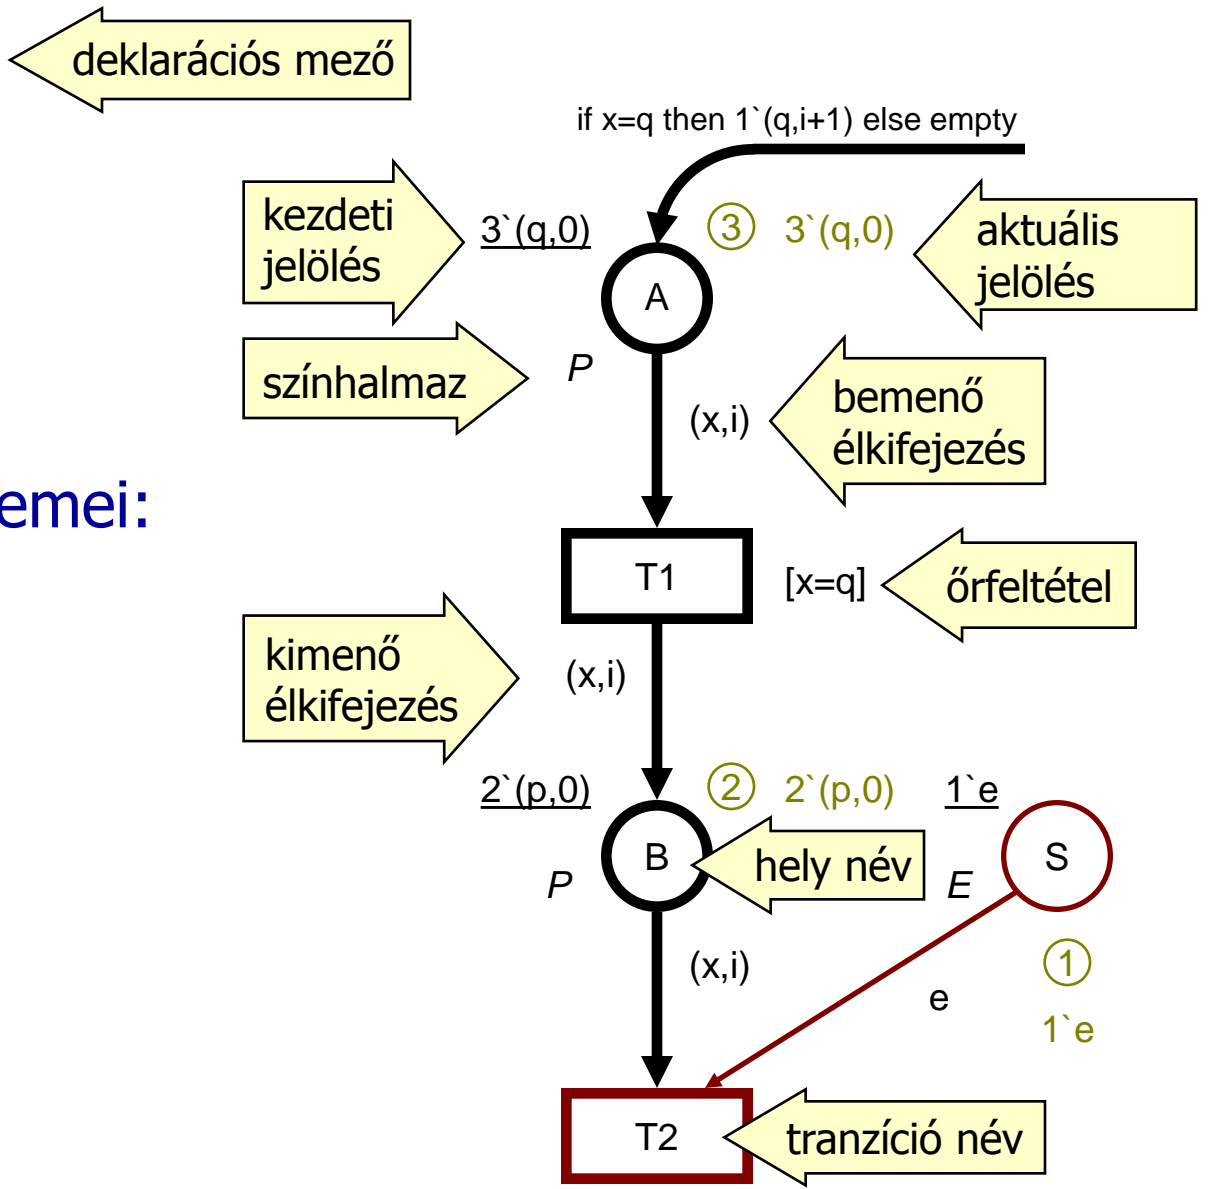 deklarációs mező
if x=q then 1`(q,i+1) else empty
kezdeti
jelölés
3`(q,0)
3
3`(q,0)
aktuális
jelölés
A
színhalmaz
P
(x,i)
bemenő
élkifejezés
emei:
T1
[x=q]
őrfeltétel
kimenő
élkifejezés
(x,i)
2`(p,0)
2
2`(p,0)
1`e
B
hely név
S
P
E
(x,i)
1
e
1`e
T2
tranzíció név